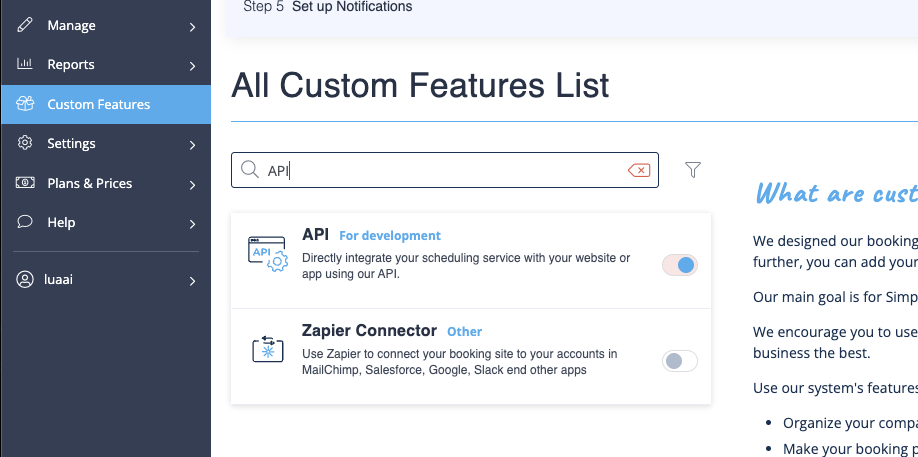 Step 5 Set up Notifications
Manage
Reports
Custom Features
Settings
Plans & Prices
Help
luaai
All Custom Features List
API
API For development
Directly integrate your scheduling service with your website or
app using our API.
API
Zapier Connector Other
Use Zapier to connect your booking site to your accounts in
MailChimp, Salesforce, Google, Slack end other apps
What are cust
We designed our booking
further, you can add your
Our main goal is for Simp
We encourage you to use
business the best.
Use our system's features
• Organize your compa
• Make your booking p